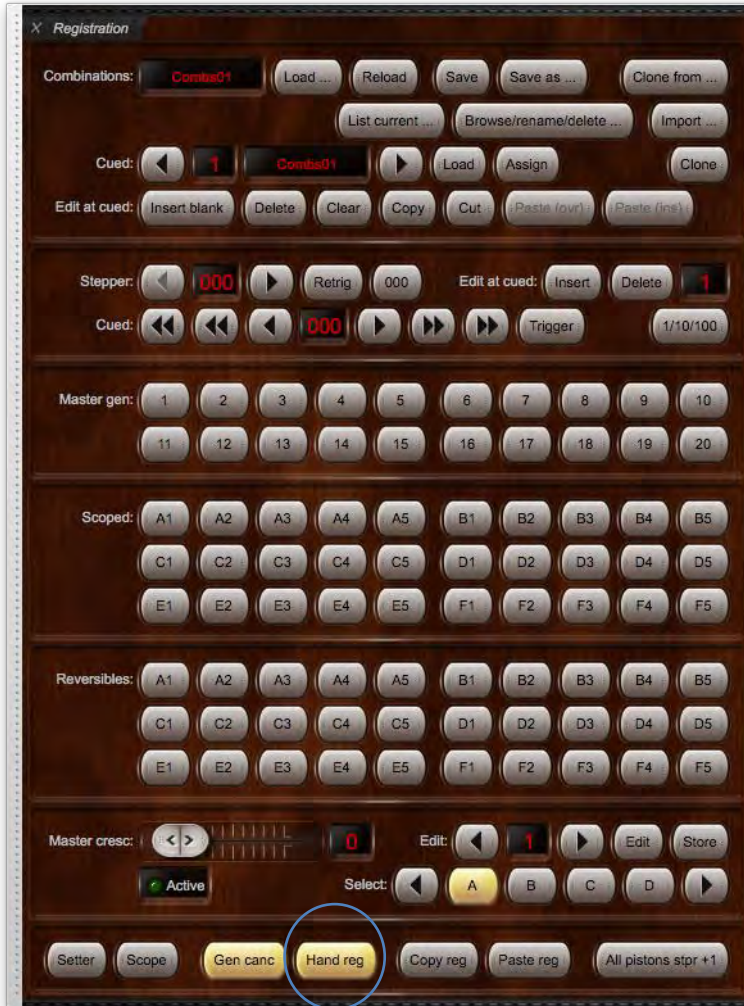 X Registration
Combinations: Combs01 Load ... Reload Save Save as ... Clone from ...
List current ... Browse/rename/delete ... Import ...
Cued: 1 Combs01 Load Assign Clone
Edit at cued: Insert blank Delete Clear Copy Cut Paste (ovr) Paste (ins)
Stepper: 000 Retrig 000 Edit at cued: Insert Delete 1
Cued: 000 Trigger 1/10/100
Master gen: 1 2 3 4 5 6 7 8 9 10
11 12 13 14 15 16 17 18 19 20
Scoped: A1 A2 A3 A4 A5 B1 B2 B3 B4 B5
C1 C2 C3 C4 C5 D1 D2 D3 D4 D5
E1 E2 E3 E4 E5 F1 F2 F3 F4 F5
Reversibles: A1 A2 A3 A4 A5 B1 B2 B3 B4 B5
C1 C2 C3 C4 C5 D1 D2 D3 D4 D5
E1 E2 E3 E4 E5 F1 F2 F3 F4 F5
Master cresc: < > 0 Edit: 1 Edit Store
Active Select: A B C D
Setter Scope Gen canc Hand reg Copy reg Paste reg All pistons stpr +1